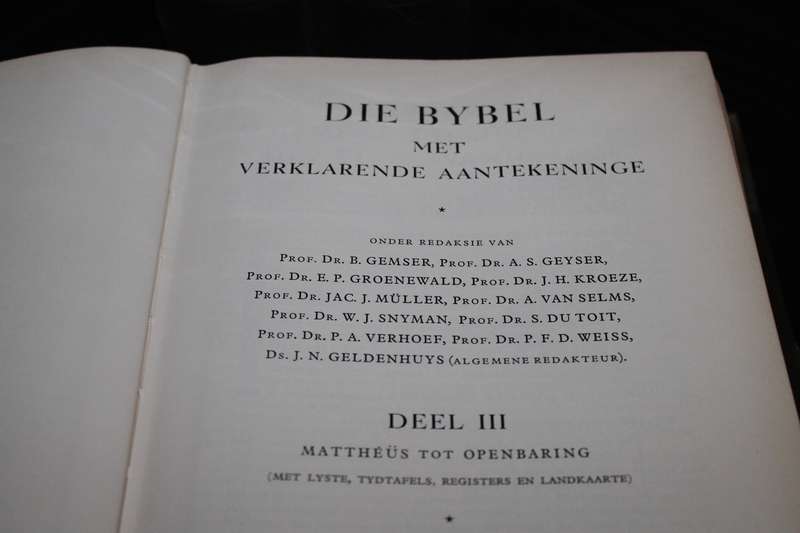 DIE BYBEL
MET
VERKLARENDE AANTEKENINGE
★
ONDER REDAKSIE VAN
PROF. DR. B. GEMSER, PROF. DR. A. S. GEYSER,
PROF. DR. E. P. GROENEWALD, PROF. DR. J. H. KROEZE,
PROF. DR. JAC. J. MÜLLER, PROF. DR. A. VAN SELMS,
PROF. DR. W. J. SNYMAN, PROF. DR. S. DU TOIT,
PROF. DR. P. A. VERHOEF, PROF. DR. P. F. D. WEISS,
DS. J. N. GELDENHUYS (ALGEMENE REDAKTEUR).
DEEL III
MATTHÉÜS TOT OPENBARING
(MET LYSTE, TYDTAFELS, REGISTERS EN LANDKAARTE)
★